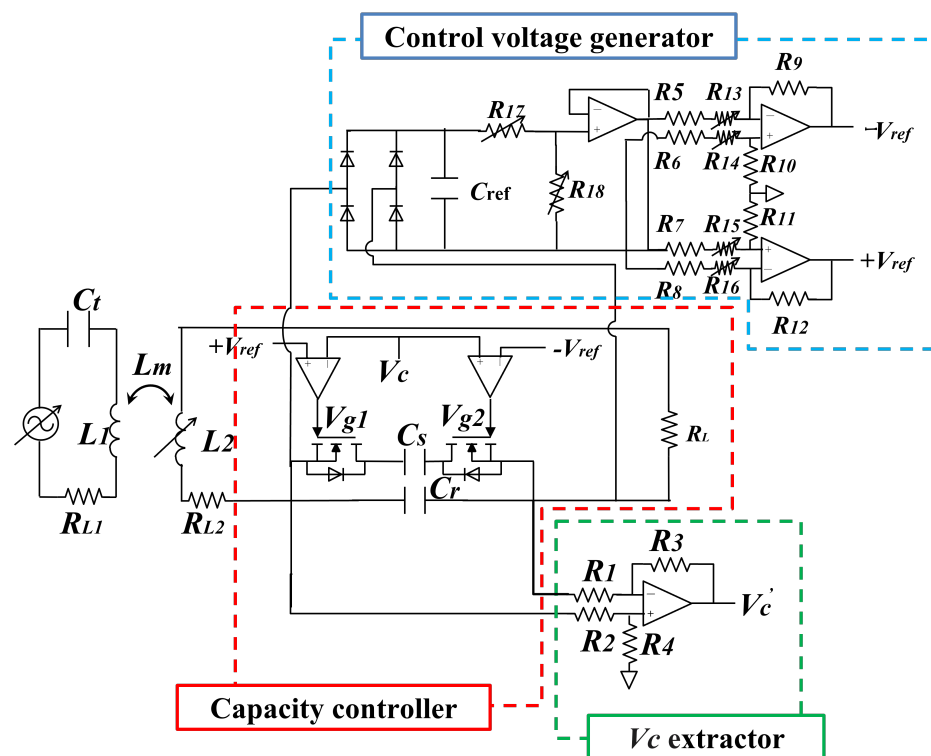 Control voltage generator
R9
R17
R5
R13
-Vref
R6
R14
R10
Cref
R18
R7
R15
R11
+Vref
R8
R16
R12
Ct
Lm
+Vref
-Vref
Vc
L1
L2
Vg1
Vg2
RL
Cs
Cr
RL1
RL2
R1
R3
Vc'
R2
R4
Capacity controller
Vc extractor